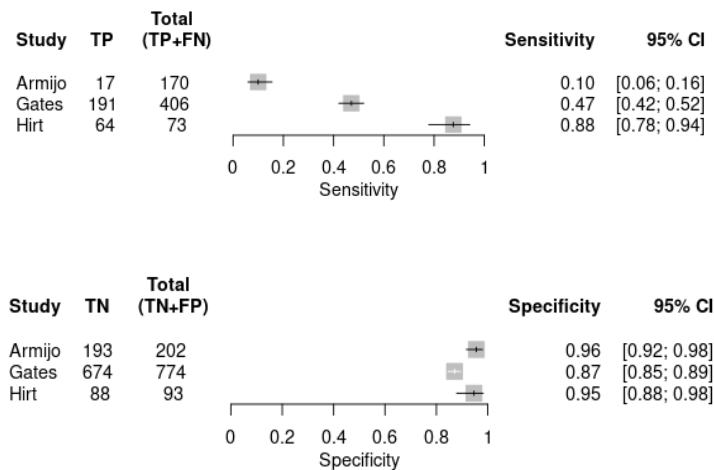 Total
Study TP (TP+FN) Sensitivity 95% CI
Armijo 17 170 0.10 [0.06; 0.16]
Gates 191 406 0.47 [0.42; 0.52]
Hirt 64 73 0.88 [0.78; 0.94]
0 0.2 0.4 0.6 0.8 1
Sensitivity
Total
Study TN (TN+FP) Specificity 95% CI
Armijo 193 202 0.96 [0.92; 0.98]
Gates 674 774 0.87 [0.85; 0.89]
Hirt 88 93 0.95 [0.88; 0.98]
0 0.2 0.4 0.6 0.8 1
Specificity